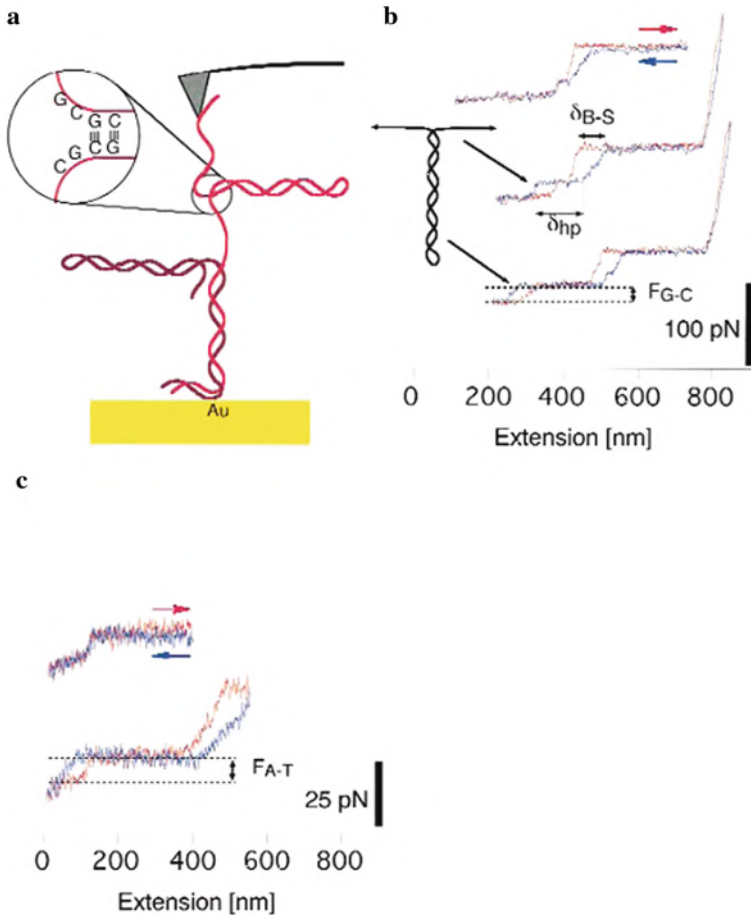 a
G
C
G
C
C
G
C
G
Au
b
δB-S
δhp
FG-C
100 pN
0 200 400 600 800
Extension [nm]
c
FA-T
25 pN
0 200 400 600 800
Extension [nm]